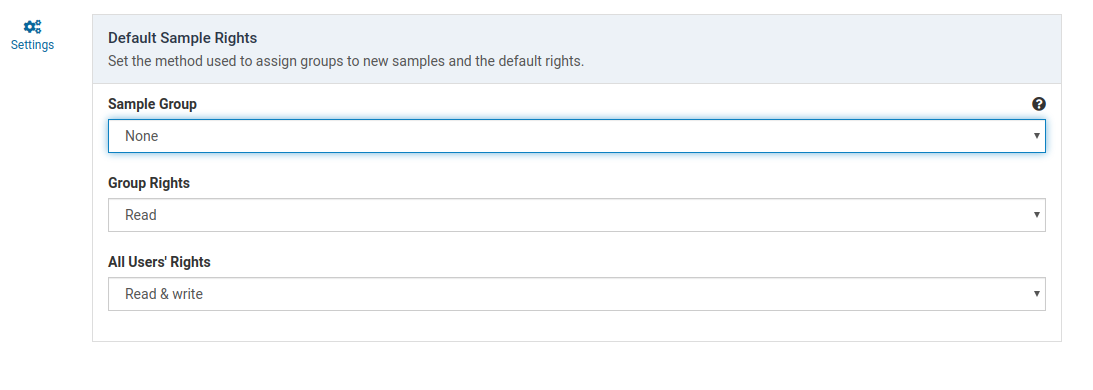 Settings
Default Sample Rights
Set the method used to assign groups to new samples and the default rights.
Sample Group
None
Group Rights
Read
All Users' Rights
Read & write